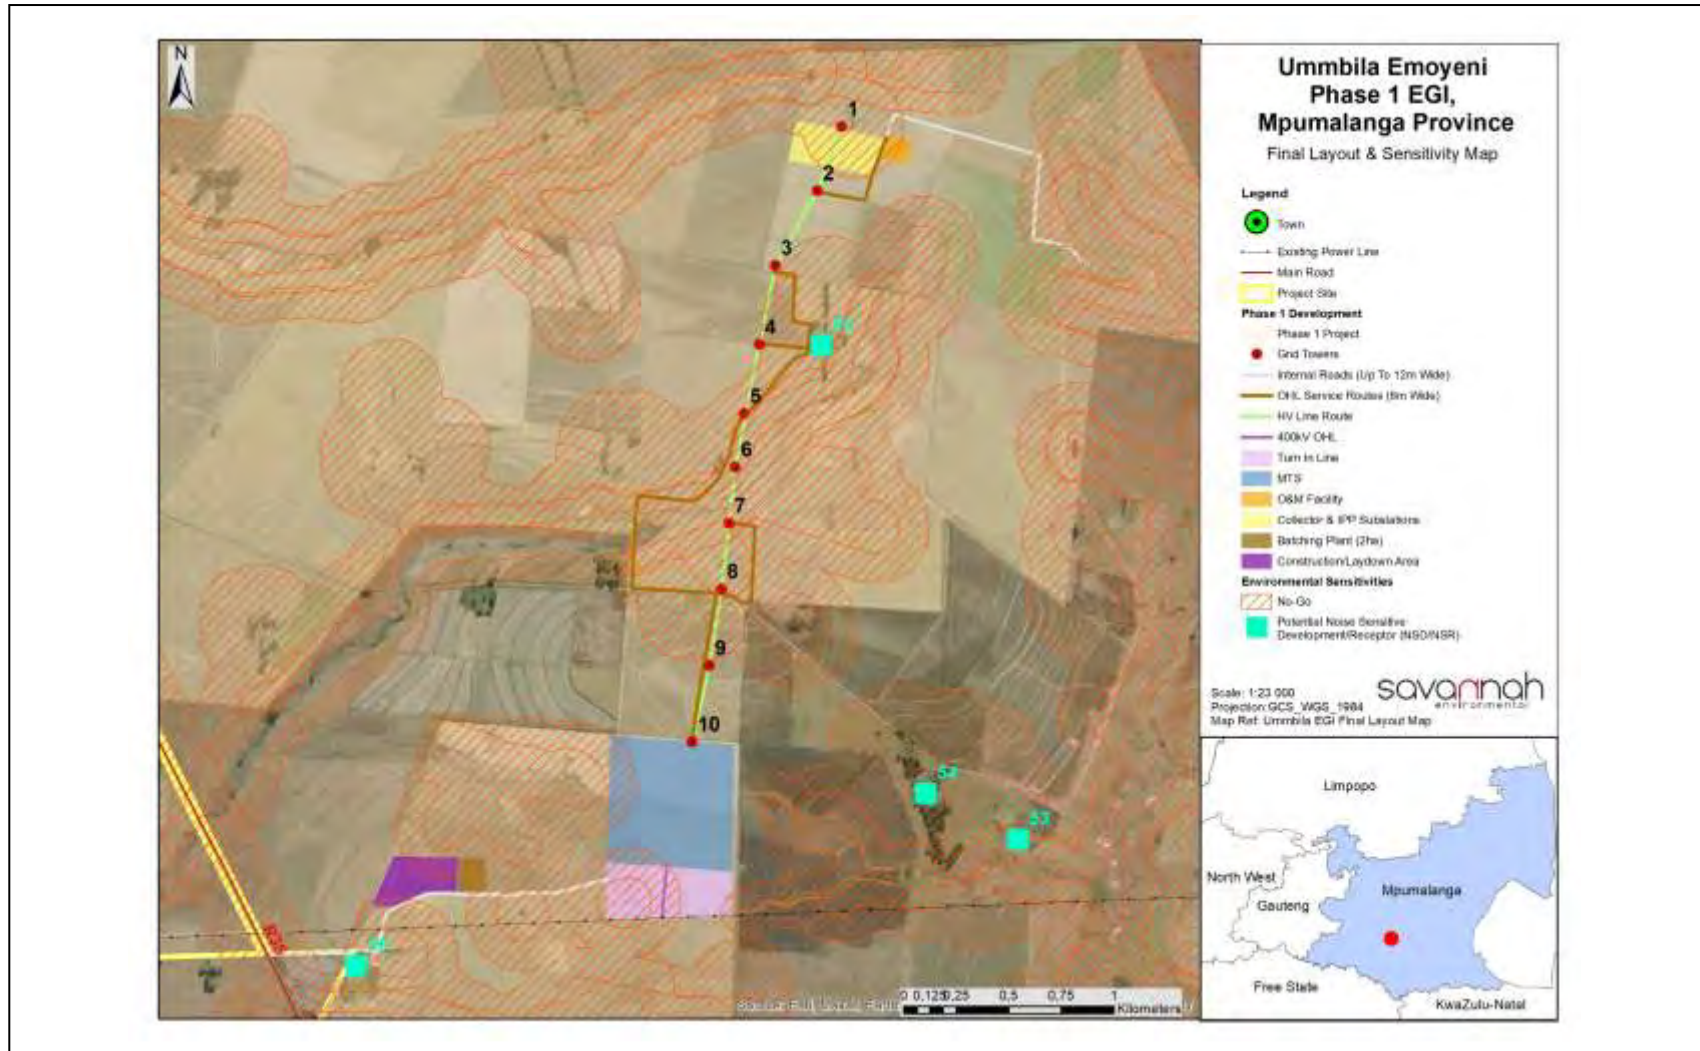 N
1
2
3
4
5
6
7
8
9
10
52
53
R35
0 0,125 0,25 0,5 0,75 1
Kilometers
Ummbila Emoyeni
Phase 1 EGI,
Mpumalanga Province
Final Layout & Sensitivity Map
Legend
Town
Existing Power Line
Main Road
Project Site
Phase 1 Development
Phase 1 Project
Grid Towers
Internal Roads (Up To 12m Wide)
OHL Service Routes (6m Wide)
HV Line Route
400kV OHL
Turn In Line
MTS
O&M Facility
Collector & IPP Substations
Batching Plant (2ha)
Construction/Laydown Area
Environmental Sensitivities
No-Go
Potential Noise Sensitive
Development/Receptor (NSD/NSR)
Scale: 1:23 000
Projection:GCS_WGS_1984
Map Ref: Ummbila EGI Final Layout Map
savannah
environmental
Limpopo
North West
Gauteng
Mpumalanga
Free State
KwaZulu-Natal